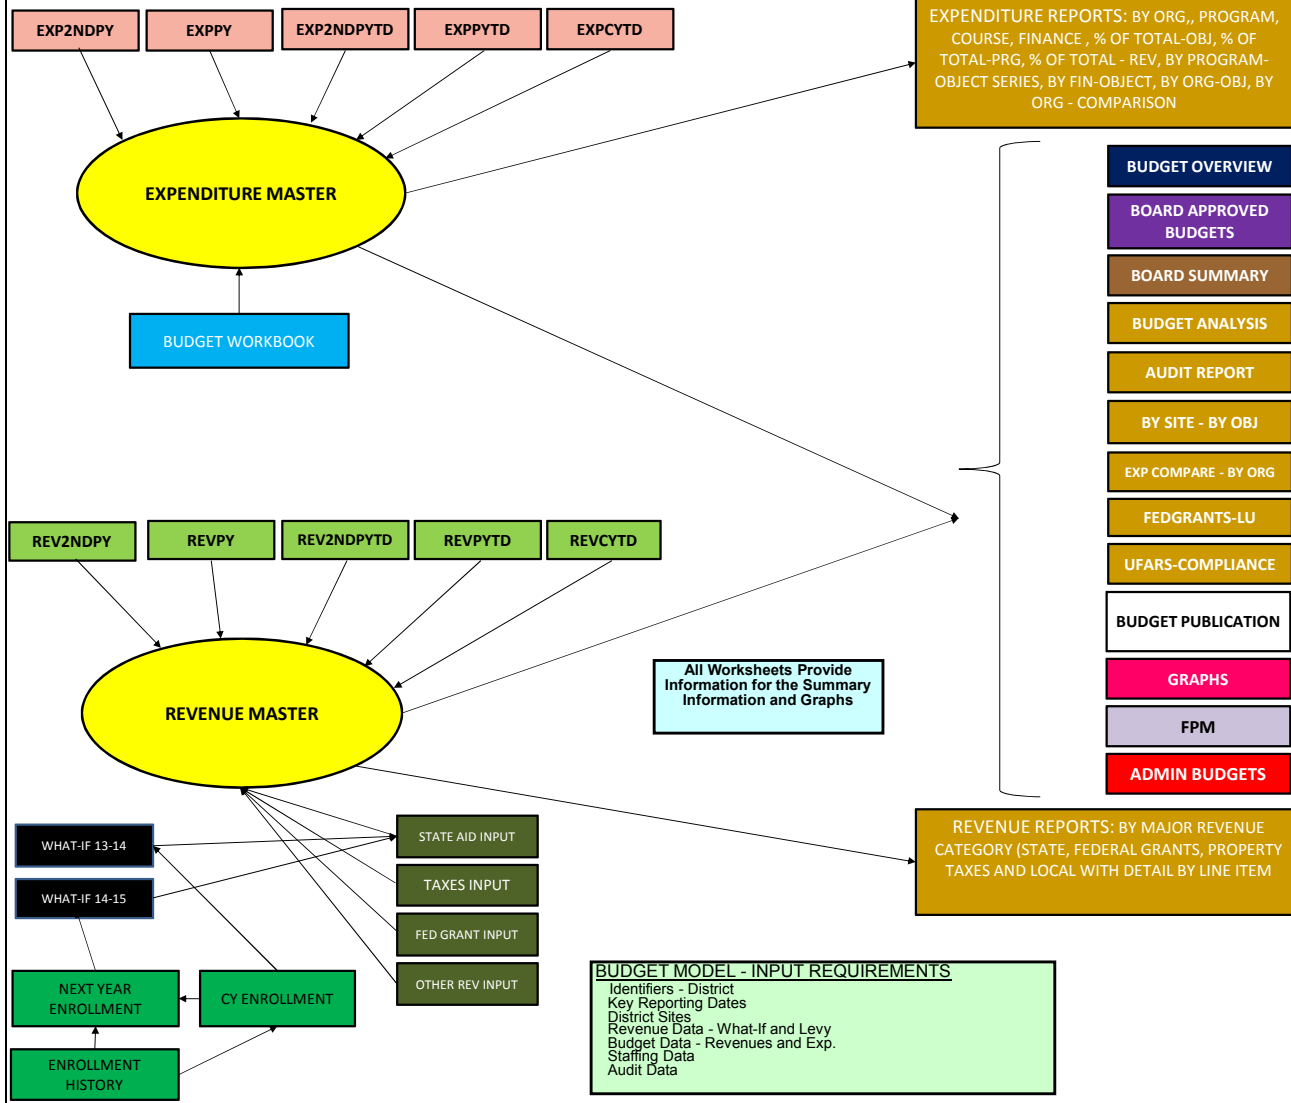 EXP2NDPY
EXPPY
EXP2NDPYTD
EXPPYTD
EXPCYTD
EXPENDITURE REPORTS: BY ORG,, PROGRAM,
COURSE, FINANCE , % OF TOTAL-OBJ, % OF
TOTAL-PRG, % OF TOTAL - REV, BY PROGRAM-
OBJECT SERIES, BY FIN-OBJECT, BY ORG-OBJ, BY
ORG - COMPARISON
EXPENDITURE MASTER
BUDGET WORKBOOK
BUDGET OVERVIEW
BOARD APPROVED
BUDGETS
BOARD SUMMARY
BUDGET ANALYSIS
AUDIT REPORT
BY SITE - BY OBJ
EXP COMPARE - BY ORG
FEDGRANTS-LU
UFARS-COMPLIANCE
BUDGET PUBLICATION
GRAPHS
FPM
ADMIN BUDGETS
REV2NDPY
REVPY
REV2NDPYTD
REVPYTD
REVCYTD
REVENUE MASTER
All Worksheets Provide
Information for the Summary
Information and Graphs
REVENUE REPORTS: BY MAJOR REVENUE
CATEGORY (STATE, FEDERAL GRANTS, PROPERTY
TAXES AND LOCAL WITH DETAIL BY LINE ITEM
WHAT-IF 13-14
WHAT-IF 14-15
STATE AID INPUT
TAXES INPUT
FED GRANT INPUT
OTHER REV INPUT
NEXT YEAR
ENROLLMENT
CY ENROLLMENT
ENROLLMENT
HISTORY
BUDGET MODEL - INPUT REQUIREMENTS
Identifiers - District
Key Reporting Dates
District Sites
Revenue Data - What-If and Levy
Budget Data - Revenues and Exp.
Staffing Data
Audit Data